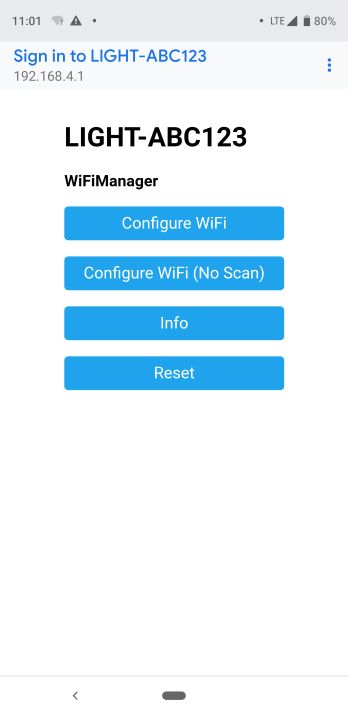 11:01 LTE 80%
Sign in to LIGHT-ABC123
192.168.4.1
LIGHT-ABC123
WiFiManager
Configure WiFi
Configure WiFi (No Scan)
Info
Reset